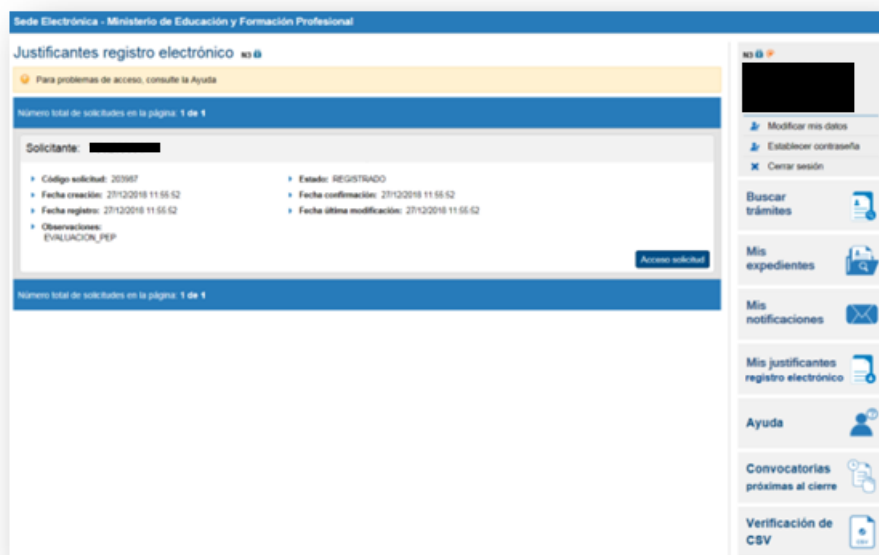 Sede Electrónica - Ministerio de Educación y Formación Profesional
Justificantes registro electrónico N3
Para problemas de acceso, consulte la Ayuda
Número total de solicitudes en la página: 1 de 1
Solicitante:
Código solicitud: 203987
Estado: REGISTRADO
Fecha creación: 27/12/2018 11:55:52
Fecha confirmación: 27/12/2018 11:55:52
Fecha registro: 27/12/2018 11:55:52
Fecha última modificación: 27/12/2018 11:55:52
Observaciones:
EVALUACION_PEP
Acceso solicitud
Número total de solicitudes en la página: 1 de 1
N3
Modificar mis datos
Establecer contraseña
Cerrar sesión
Buscar
trámites
Mis
expedientes
Mis
notificaciones
Mis justificantes
registro electrónico
Ayuda
Convocatorias
próximas al cierre
Verificación de
CSV
CSV